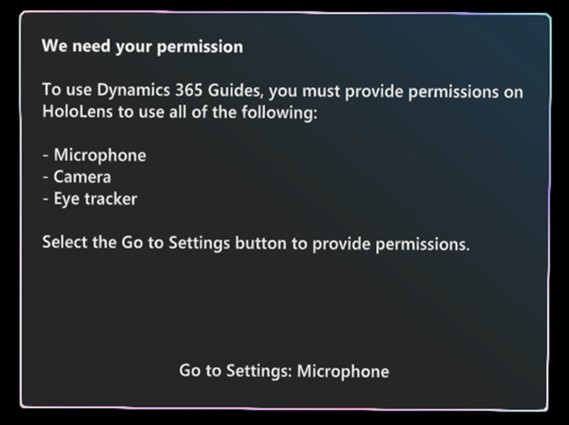 We need your permission
To use Dynamics 365 Guides, you must provide permissions on
HoloLens to use all of the following:
- Microphone
- Camera
- Eye tracker
Select the Go to Settings button to provide permissions.
Go to Settings: Microphone